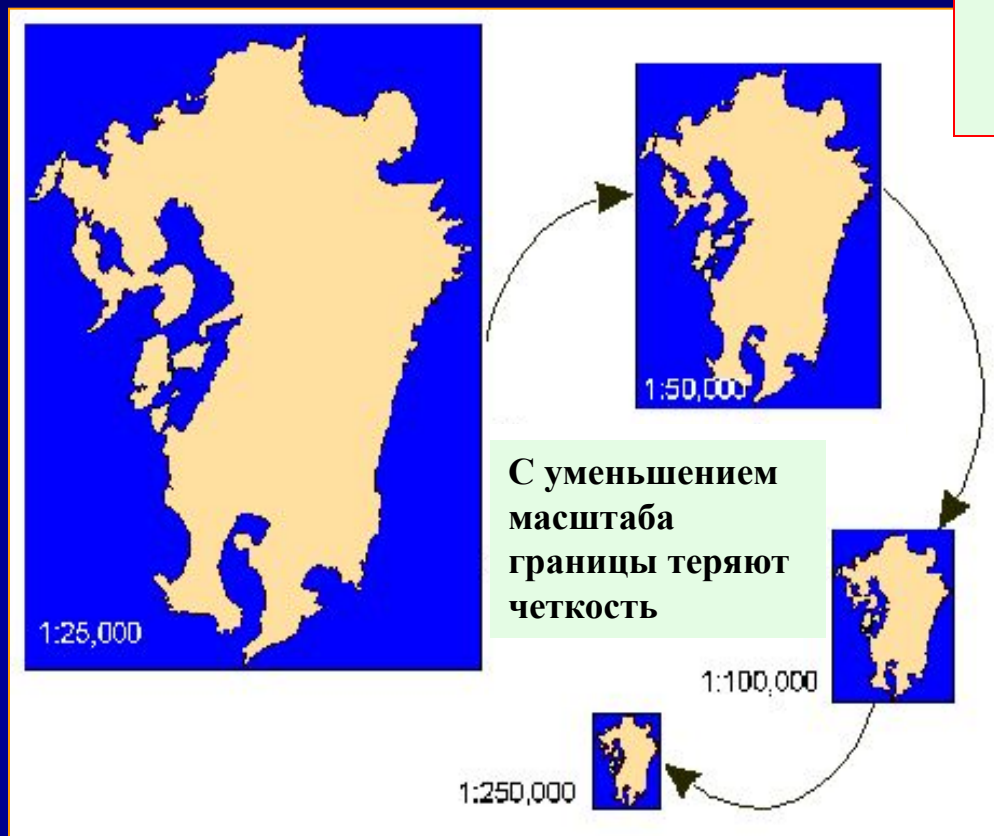 1:25,000
1:50,000
С уменьшением
масштаба
границы теряют
четкость
1:100,000
1:250,000